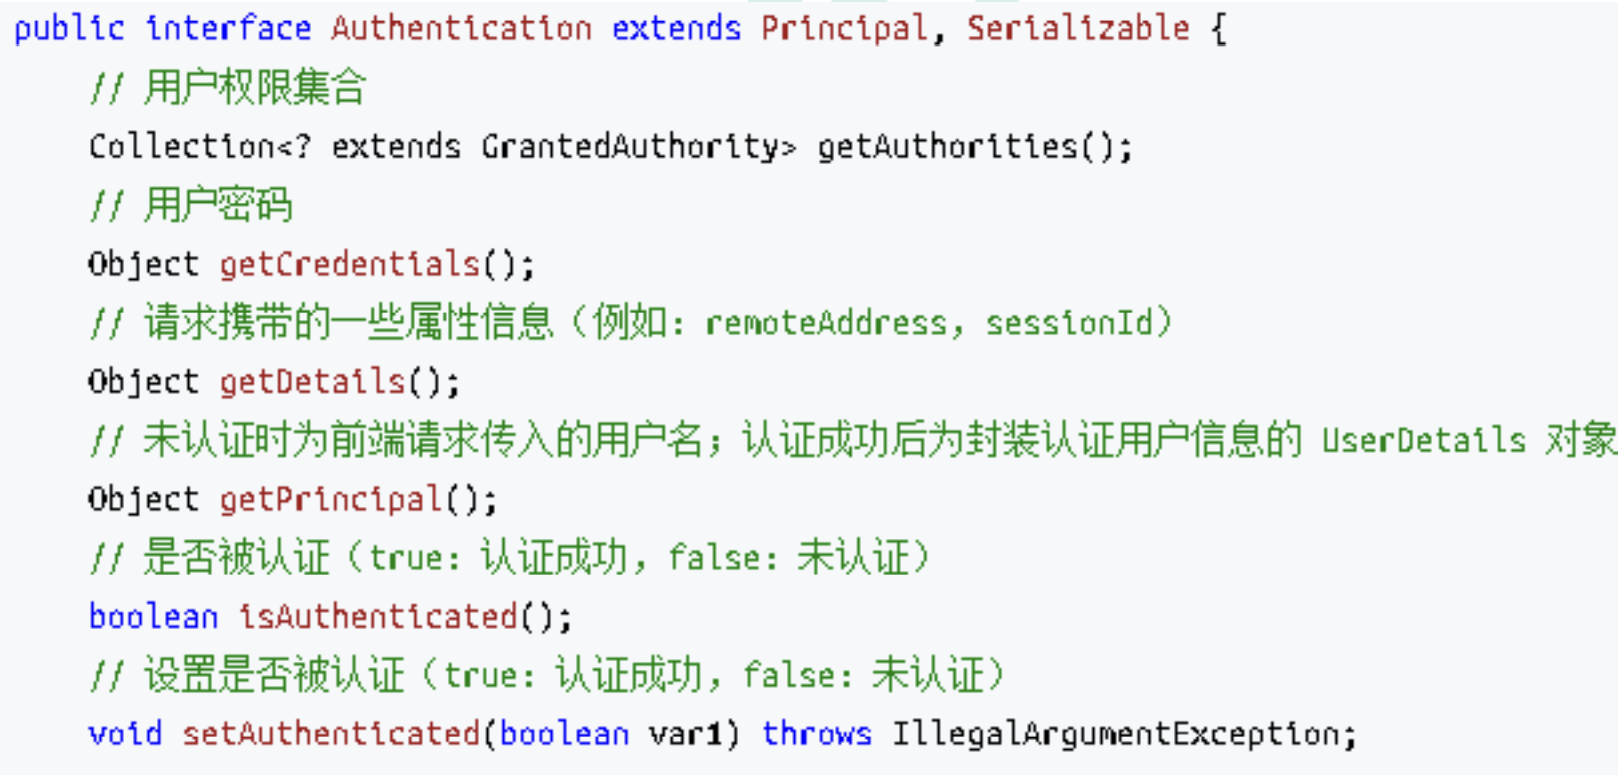 public interface Authentication extends Principal, Serializable {
// 用户权限集合
Collection<? extends GrantedAuthority> getAuthorities();
// 用户密码
Object getCredentials();
// 请求携带的一些属性信息（例如：remoteAddress，sessionId）
Object getDetails();
// 未认证时为前端请求传入的用户名；认证成功后为封装认证用户信息的 UserDetails 对象
Object getPrincipal();
// 是否被认证（true：认证成功，false：未认证）
boolean isAuthenticated();
// 设置是否被认证（true：认证成功，false：未认证）
void setAuthenticated(boolean var1) throws IllegalArgumentException;